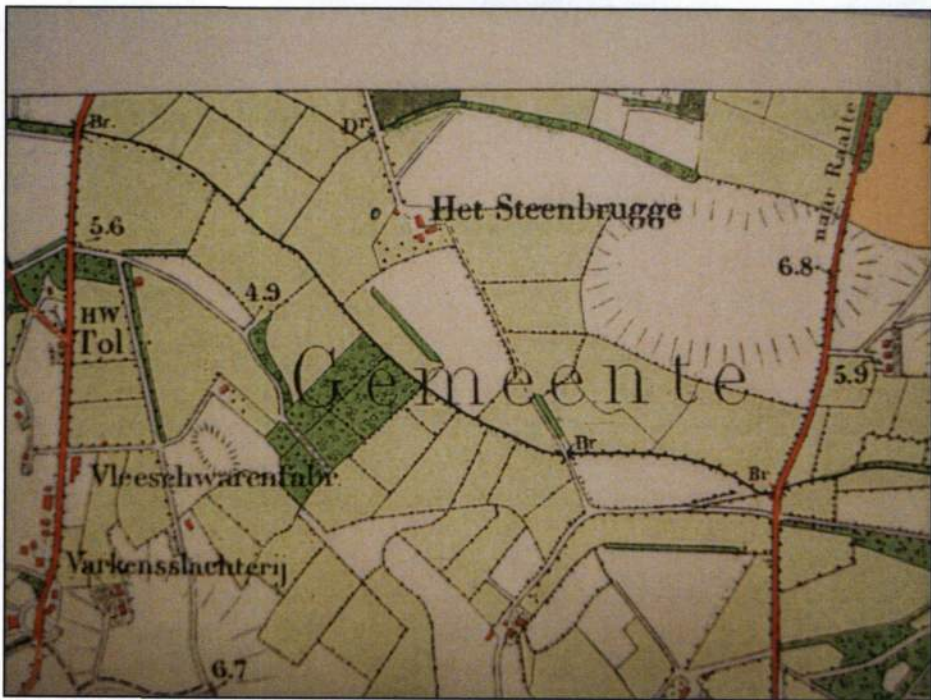 Br.
Dr.
naar Raalte
Het Steenbrugge
5.6
6.8
4.9
HW
Tol
Gemeente
5.9
Br
Vleeschwarenfabr.
Br
Varkensslachterij
6.7